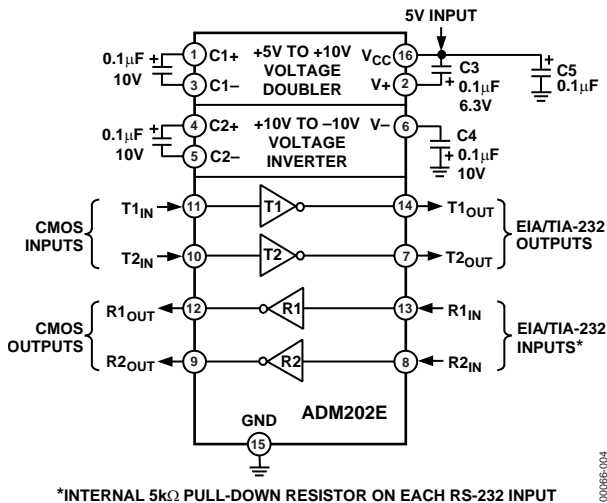 5V INPUT
0.1μF
10V
1 C1+
3 C1–
+5V TO +10V
VOLTAGE
DOUBLER
VCC 16
V+ 2
C3
0.1μF
6.3V
C5
0.1μF
0.1μF
10V
4 C2+
5 C2–
+10V TO –10V
VOLTAGE
INVERTER
V– 6
C4
0.1μF
10V
CMOS
INPUTS
T1IN 11 T1 14 T1OUT
T2IN 10 T2 7 T2OUT
EIA/TIA-232
OUTPUTS
CMOS
OUTPUTS
R1OUT 12 R1 13 R1IN
R2OUT 9 R2 8 R2IN
EIA/TIA-232
INPUTS*
GND
15
ADM202E
*INTERNAL 5kΩ PULL-DOWN RESISTOR ON EACH RS-232 INPUT
00066-004